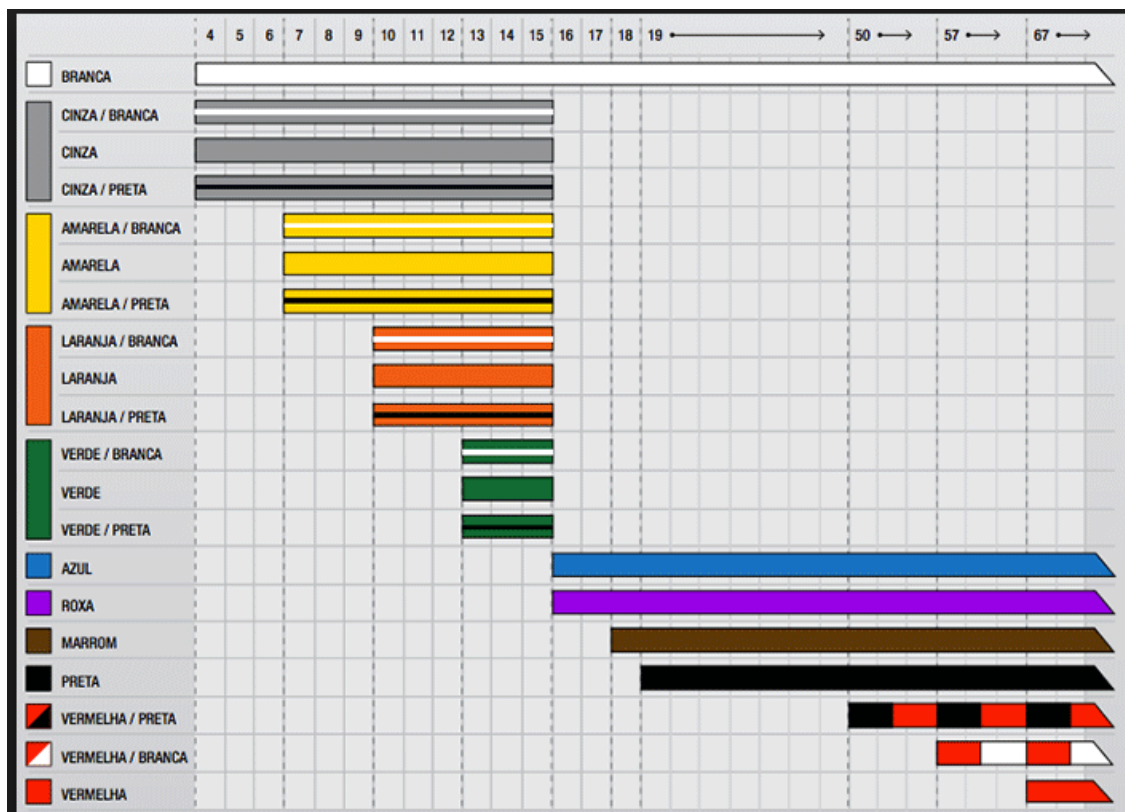 4 5 6 7 8 9 10 11 12 13 14 15 16 17 18 19 50 57 67
BRANCA
CINZA / BRANCA
CINZA
CINZA / PRETA
AMARELA / BRANCA
AMARELA
AMARELA / PRETA
LARANJA / BRANCA
LARANJA
LARANJA / PRETA
VERDE / BRANCA
VERDE
VERDE / PRETA
AZUL
ROXA
MARROM
PRETA
VERMELHA / PRETA
VERMELHA / BRANCA
VERMELHA